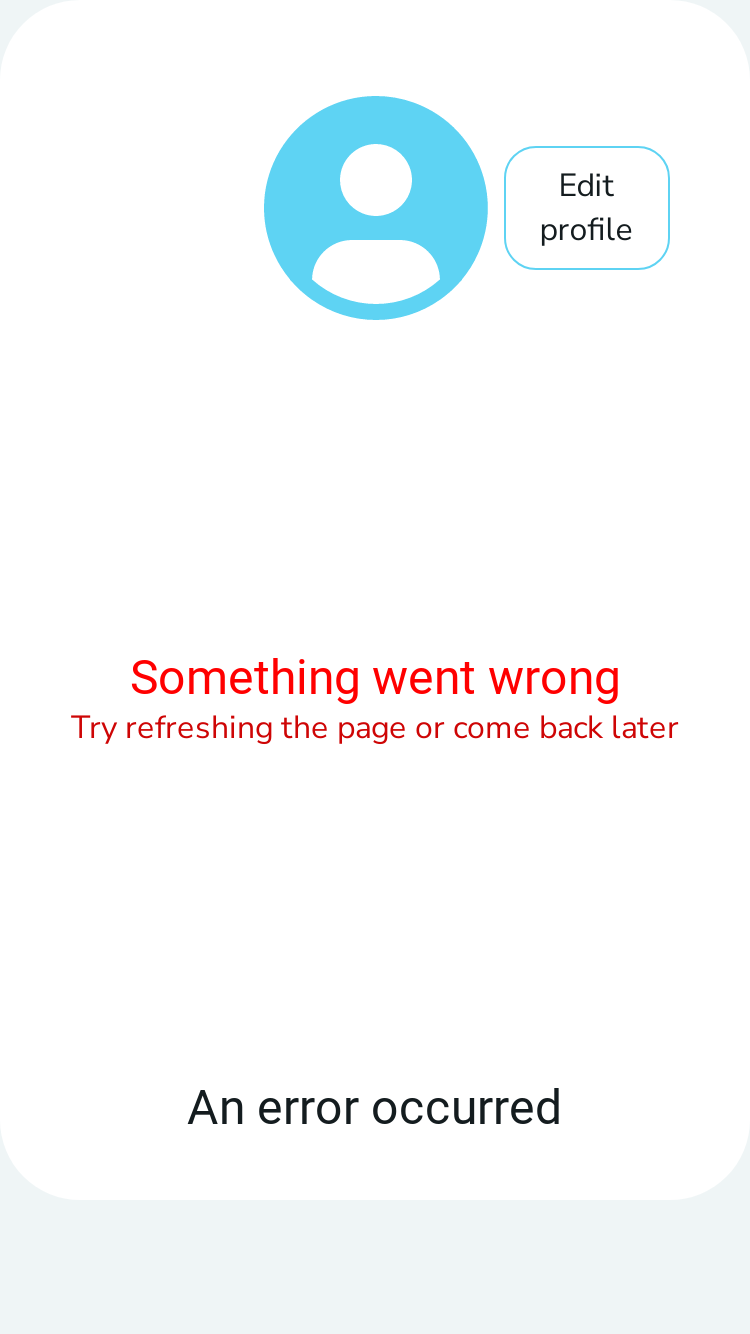 Edit
profile
Something went wrong
Try refreshing the page or come back later
An error occurred